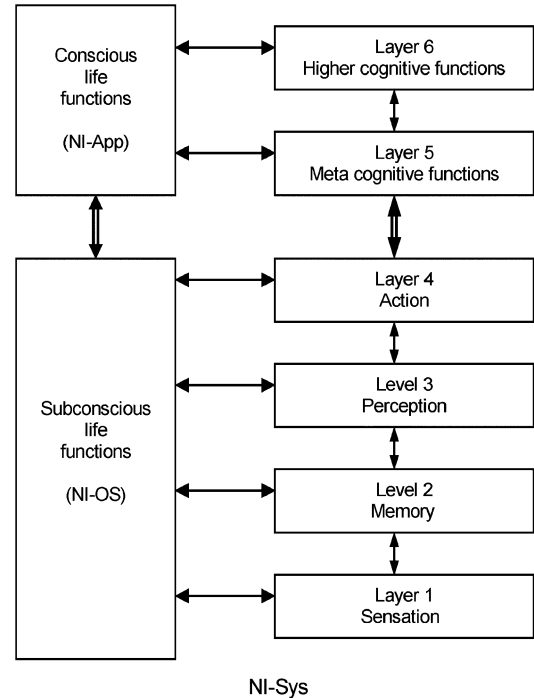 Conscious
life
functions
(NI-App)
Layer 6
Higher cognitive functions
Layer 5
Meta cognitive functions
Subconscious
life
functions
(NI-OS)
Layer 4
Action
Level 3
Perception
Level 2
Memory
Layer 1
Sensation
NI-Sys